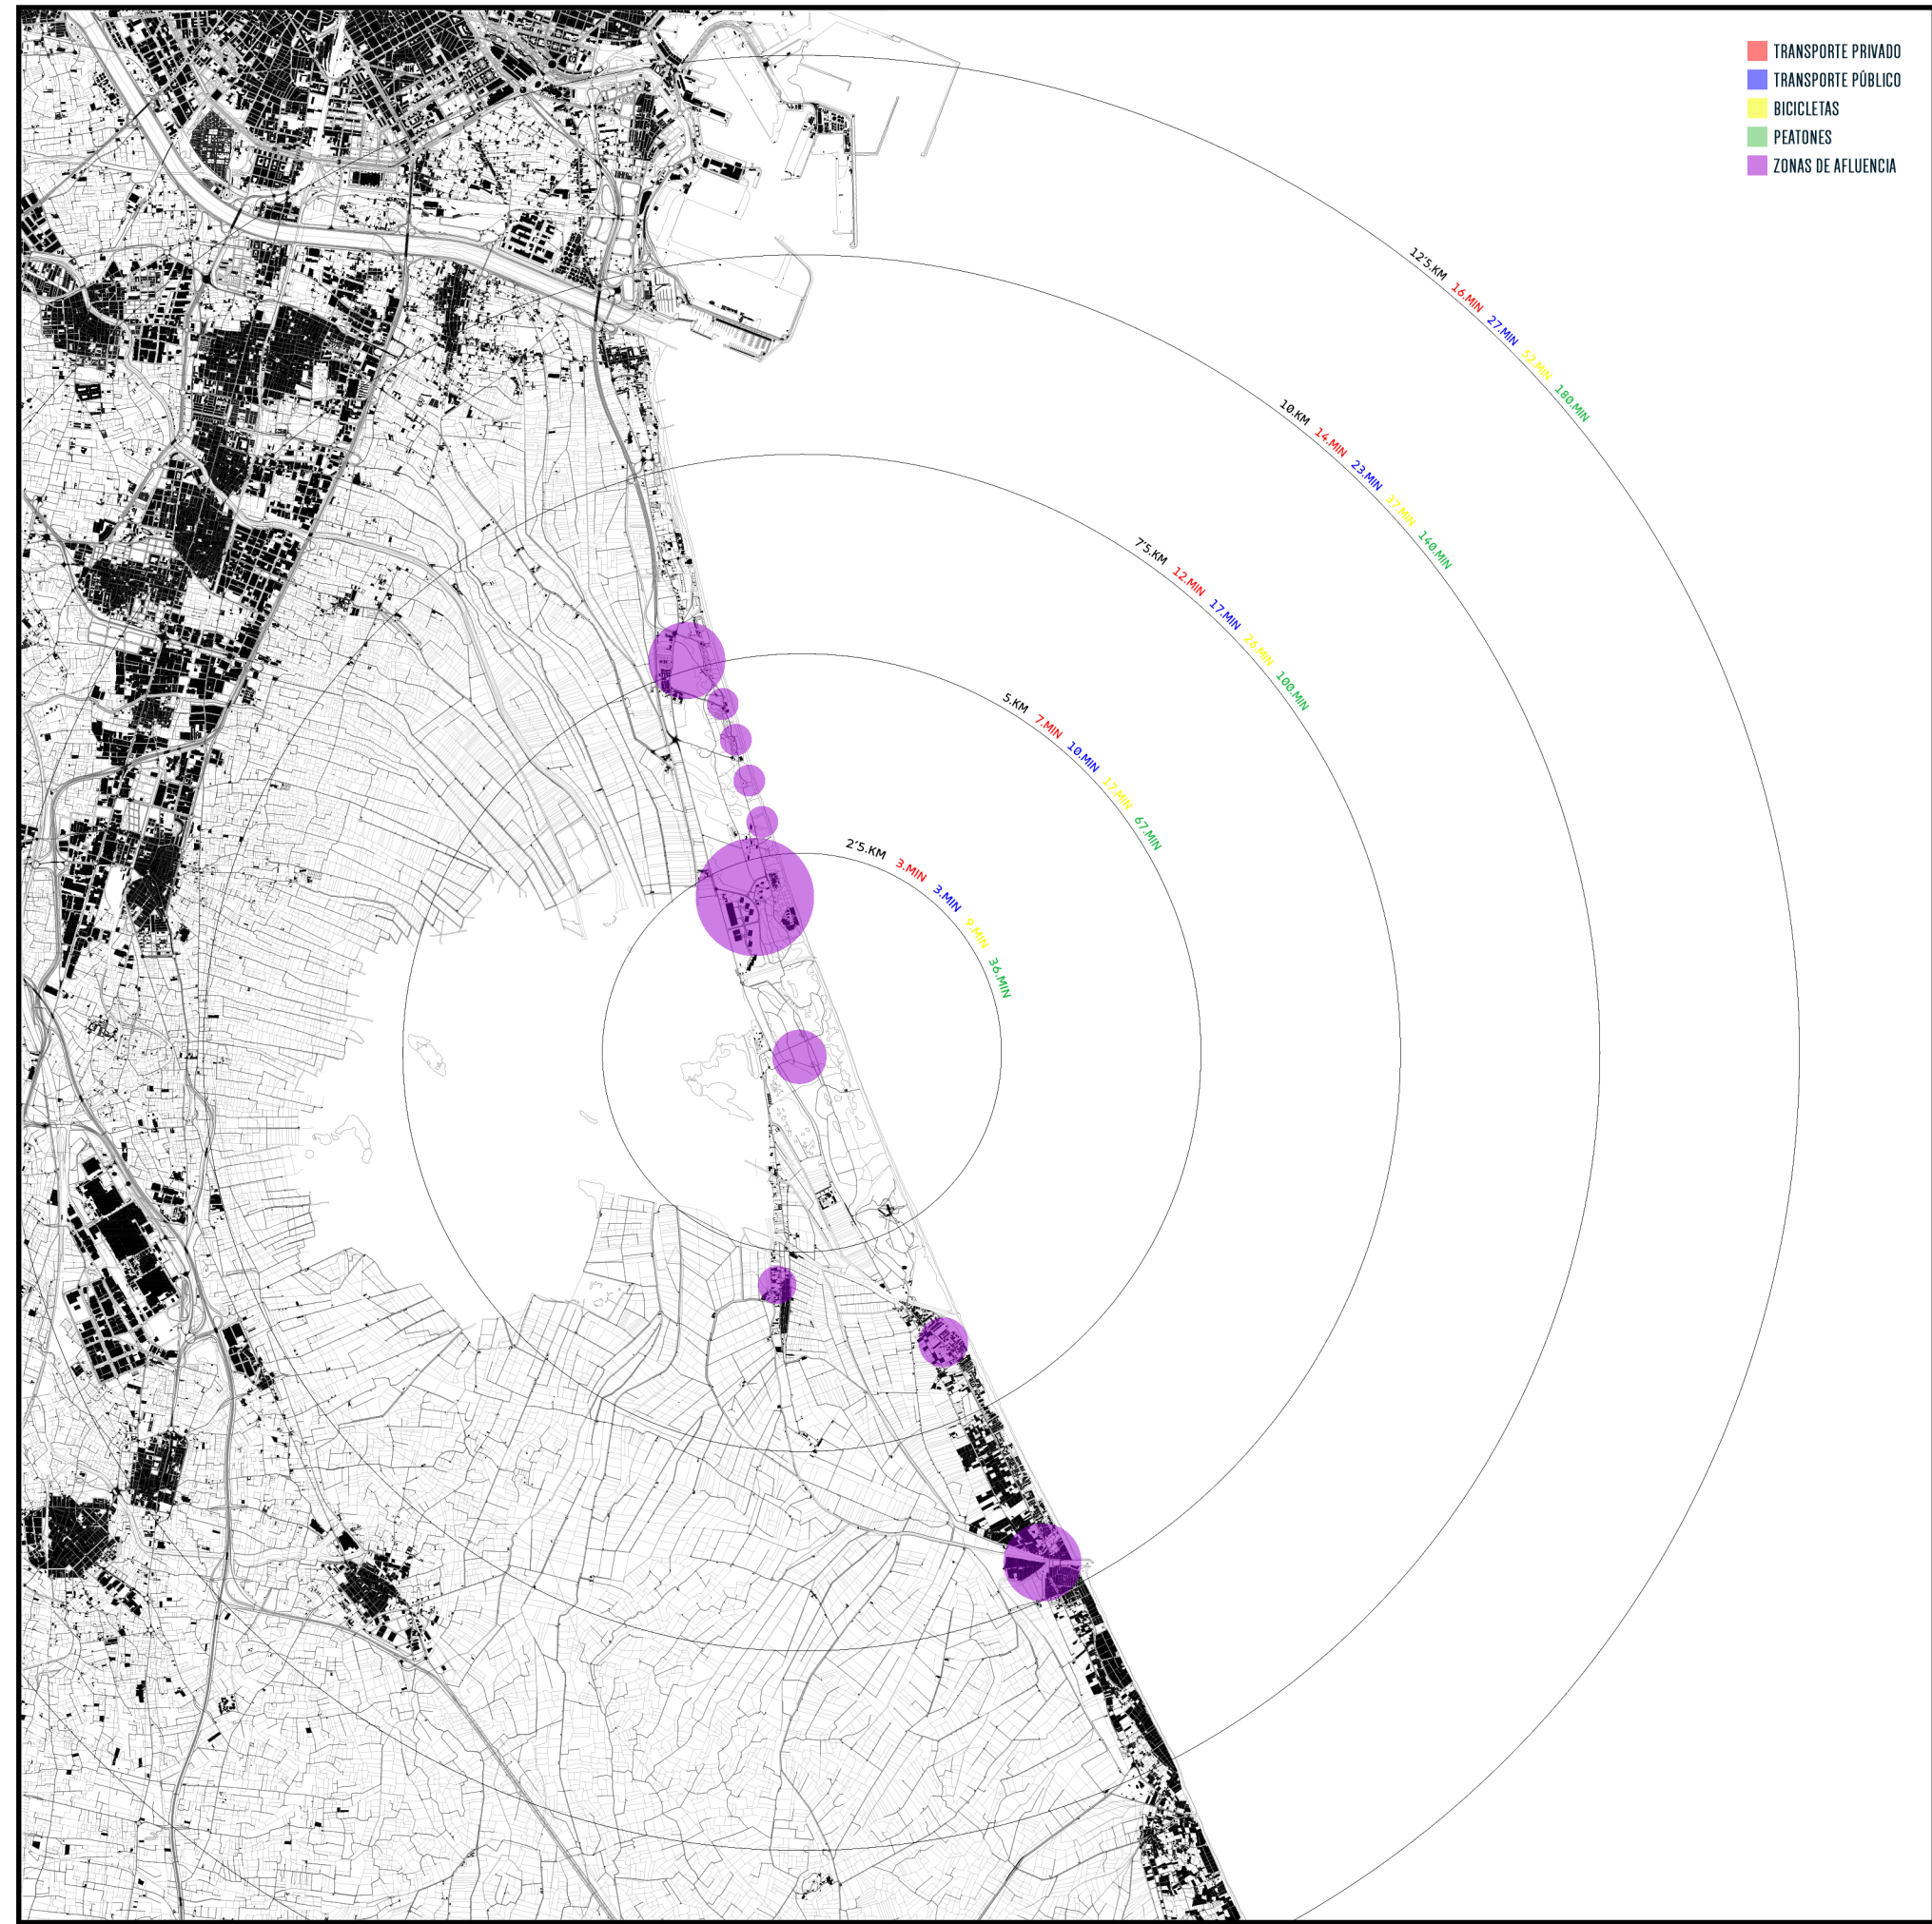 TRANSPORTE PRIVADO
TRANSPORTE PÚBLICO
BICICLETAS
PEATONES
ZONAS DE AFLUENCIA
12'5.KM 16.MIN 27.MIN 52.MIN 180.MIN
10.KM 14.MIN 23.MIN 37.MIN 140.MIN
7'5.KM 12.MIN 17.MIN 26.MIN 100.MIN
5.KM 7.MIN 10.MIN 17.MIN 67.MIN
2'5.KM 3.MIN 3.MIN 9.MIN 36.MIN